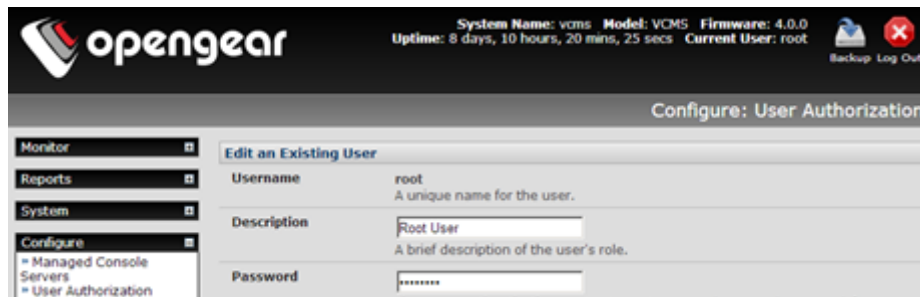 opengear
System Name: vcms Model: VCMS Firmware: 4.0.0
Uptime: 8 days, 10 hours, 20 mins, 25 secs Current User: root
Backup Log Out
Configure: User Authorization
Monitor
Reports
System
Configure
Managed Console
Servers
User Authorization
Edit an Existing User
Username root
A unique name for the user.
Description Root User
A brief description of the user's role.
Password ••••••••